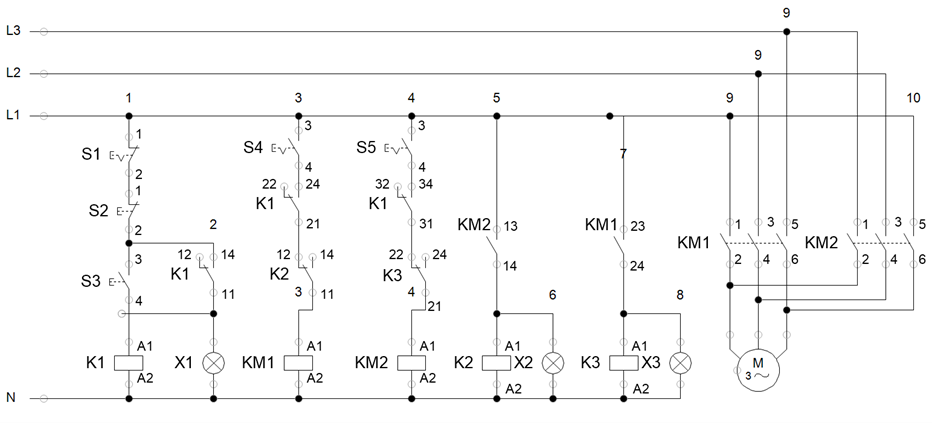 9
L3
9
L2
1 3 4 5 9 10
L1
1 3 3
S1 S4 S5 7
2 4 4
1 22 24 32 34
S2 K1 K1
2 2 21 31 KM2 13 KM1 23 1 3 5 1 3 5
KM1 KM2
3 12 14 12 14 22 24
S3 K1 K2 K3 14 24 2 4 6 2 4 6
4 11 3 11 4 21 6 8
A1 A1 A1 A1 A1
K1 X1 KM1 KM2 K2 X2 K3 X3 M
3
A2 A2 A2 A2 A2
N